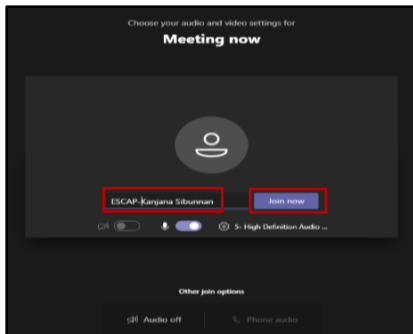 Choose your audio and video settings for
Meeting now
ESCAP-Kanjana Sibunnan
Join now
5- High Definition Audio ...
Other join options
Audio off
Phone audio